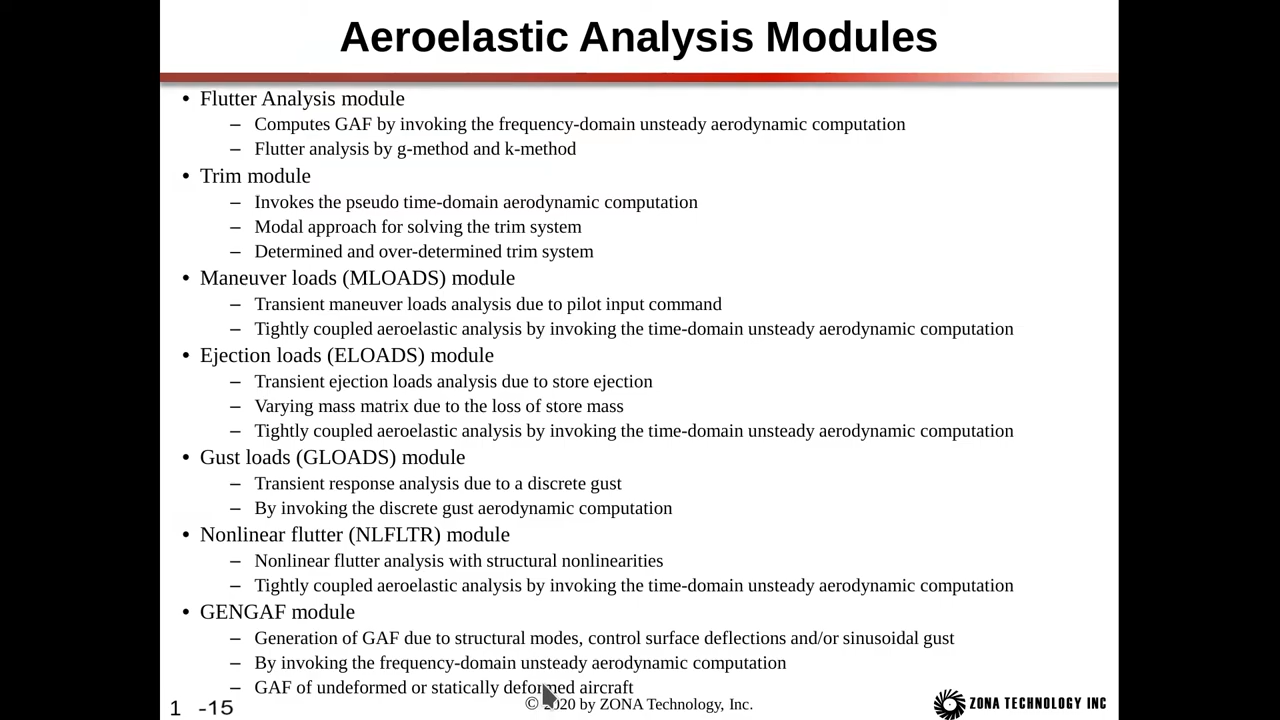 Aeroelastic Analysis Modules
• Flutter Analysis module
– Computes GAF by invoking the frequency-domain unsteady aerodynamic computation
– Flutter analysis by g-method and k-method
• Trim module
– Invokes the pseudo time-domain aerodynamic computation
– Modal approach for solving the trim system
– Determined and over-determined trim system
• Maneuver loads (MLOADS) module
– Transient maneuver loads analysis due to pilot input command
– Tightly coupled aeroelastic analysis by invoking the time-domain unsteady aerodynamic computation
• Ejection loads (ELOADS) module
– Transient ejection loads analysis due to store ejection
– Varying mass matrix due to the loss of store mass
– Tightly coupled aeroelastic analysis by invoking the time-domain unsteady aerodynamic computation
• Gust loads (GLOADS) module
– Transient response analysis due to a discrete gust
– By invoking the discrete gust aerodynamic computation
• Nonlinear flutter (NLFLTR) module
– Nonlinear flutter analysis with structural nonlinearities
– Tightly coupled aeroelastic analysis by invoking the time-domain unsteady aerodynamic computation
• GENGAF module
– Generation of GAF due to structural modes, control surface deflections and/or sinusoidal gust
– By invoking the frequency-domain unsteady aerodynamic computation
– GAF of undeformed or statically deformed aircraft
1 -15
© 2020 by ZONA Technology, Inc.
ZONA TECHNOLOGY INC